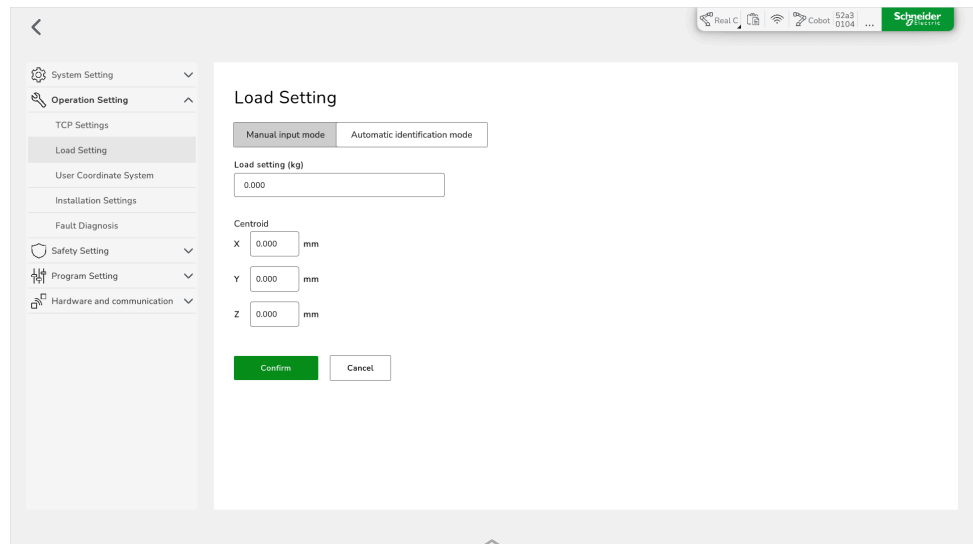 Real C Cobot 52a3 0104 ... Schneider Electric
System Setting
Operation Setting
TCP Settings
Load Setting
User Coordinate System
Installation Settings
Fault Diagnosis
Safety Setting
Program Setting
Hardware and communication
Load Setting
Manual input mode Automatic identification mode
Load setting (kg)
0.000
Centroid
X 0.000 mm
Y 0.000 mm
Z 0.000 mm
Confirm Cancel